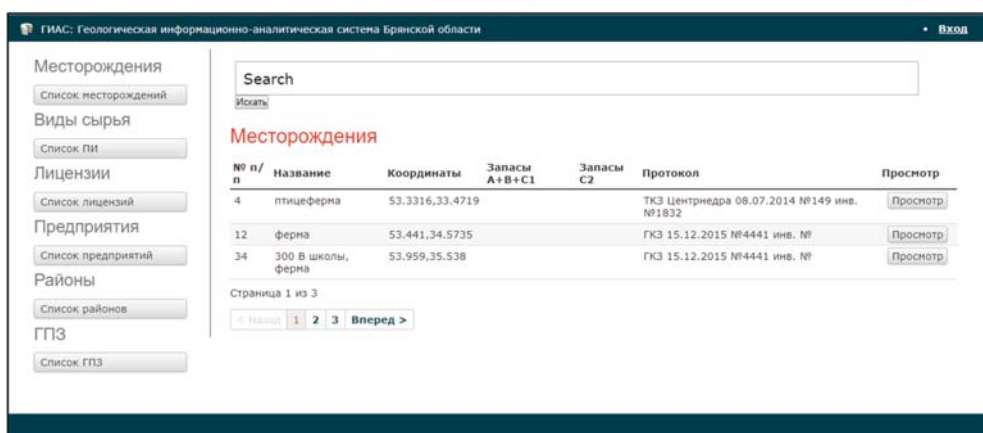 ГИАС: Геологическая информационно-аналитическая система Брянской области
• Вход
Месторождения
Список месторождений
Виды сырья
Список ПИ
Лицензии
Список лицензий
Предприятия
Список предприятий
Районы
Список районов
ГПЗ
Список ГПЗ
Search
Искать
Месторождения
№ п/ Название Координаты Запасы Запасы Протокол Просмотр
п A+B+C1 C2
4 птицеферма 53.3316,33.4719 ТКЗ Центрнедра 08.07.2014 №149 инв. Просмотр
№1832
12 ферма 53.441,34.5735 ГКЗ 15.12.2015 №4441 инв. № Просмотр
34 300 В школы, 53.959,35.538 ГКЗ 15.12.2015 №4441 инв. № Просмотр
ферма
Страница 1 из 3
< Назад 1 2 3 Вперед >